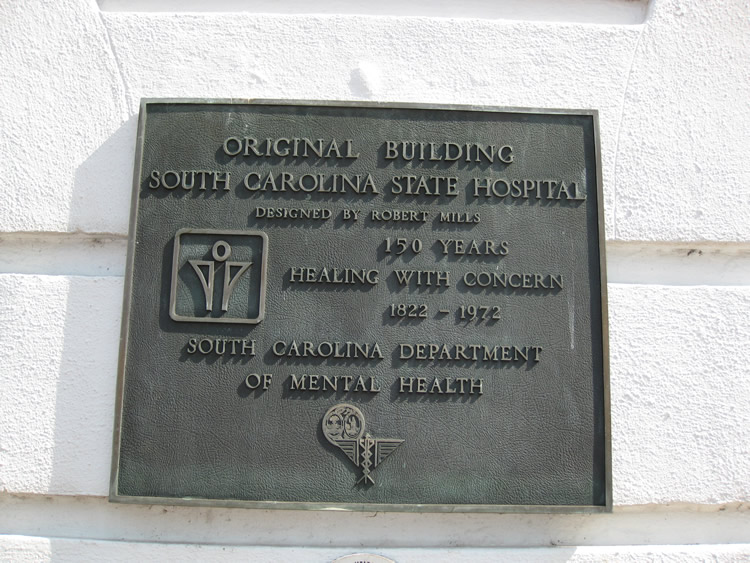 ORIGINAL BUILDING
SOUTH CAROLINA STATE HOSPITAL
DESIGNED BY ROBERT MILLS
150 YEARS
HEALING WITH CONCERN
1822 - 1972
SOUTH CAROLINA DEPARTMENT
OF MENTAL HEALTH